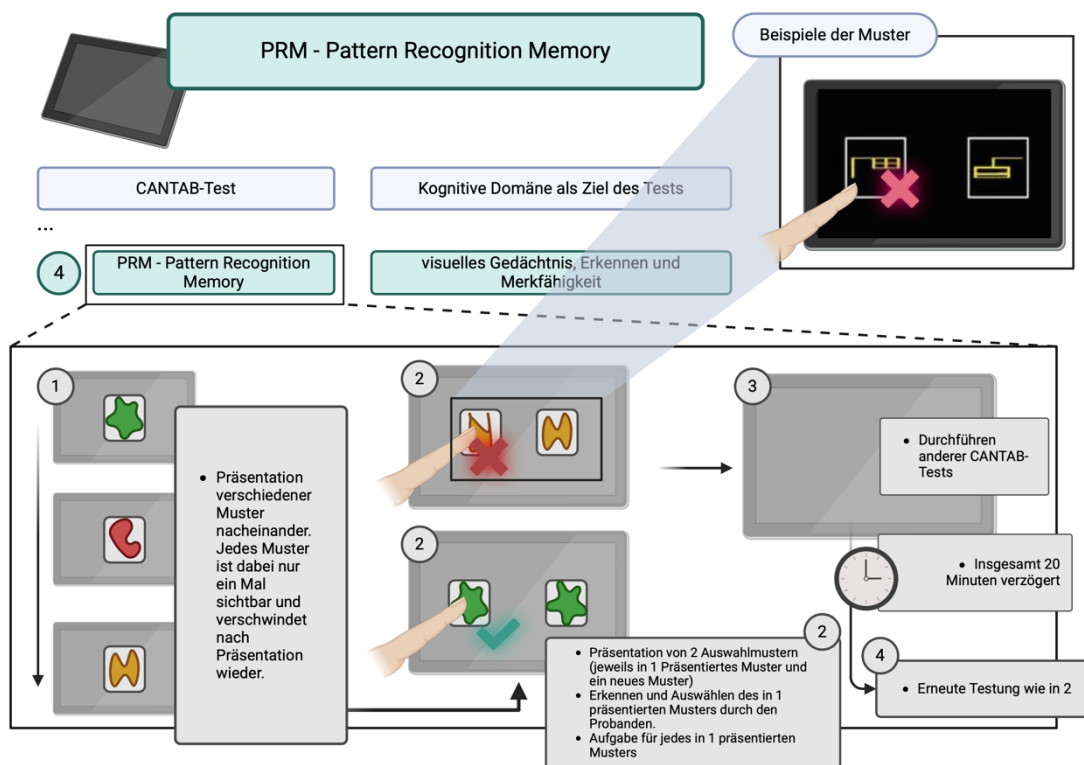 PRM - Pattern Recognition Memory
Beispiele der Muster
CANTAB-Test
Kognitive Domäne als Ziel des Tests
...
4
PRM - Pattern Recognition
Memory
visuelles Gedächtnis, Erkennen und
Merkfähigkeit
1
• Präsentation
verschiedener
Muster
nacheinander.
Jedes Muster
ist dabei nur
ein Mal
sichtbar und
verschwindet
nach
Präsentation
wieder.
2
2
2
• Präsentation von 2 Auswahlmustern
(jeweils in 1 Präsentiertes Muster und
ein neues Muster)
• Erkennen und Auswählen des in 1
präsentierten Musters durch den
Probanden.
• Aufgabe für jedes in 1 präsentierten
Musters
3
• Durchführen
anderer CANTAB-
Tests
• Insgesamt 20
Minuten verzögert
4
• Erneute Testung wie in 2